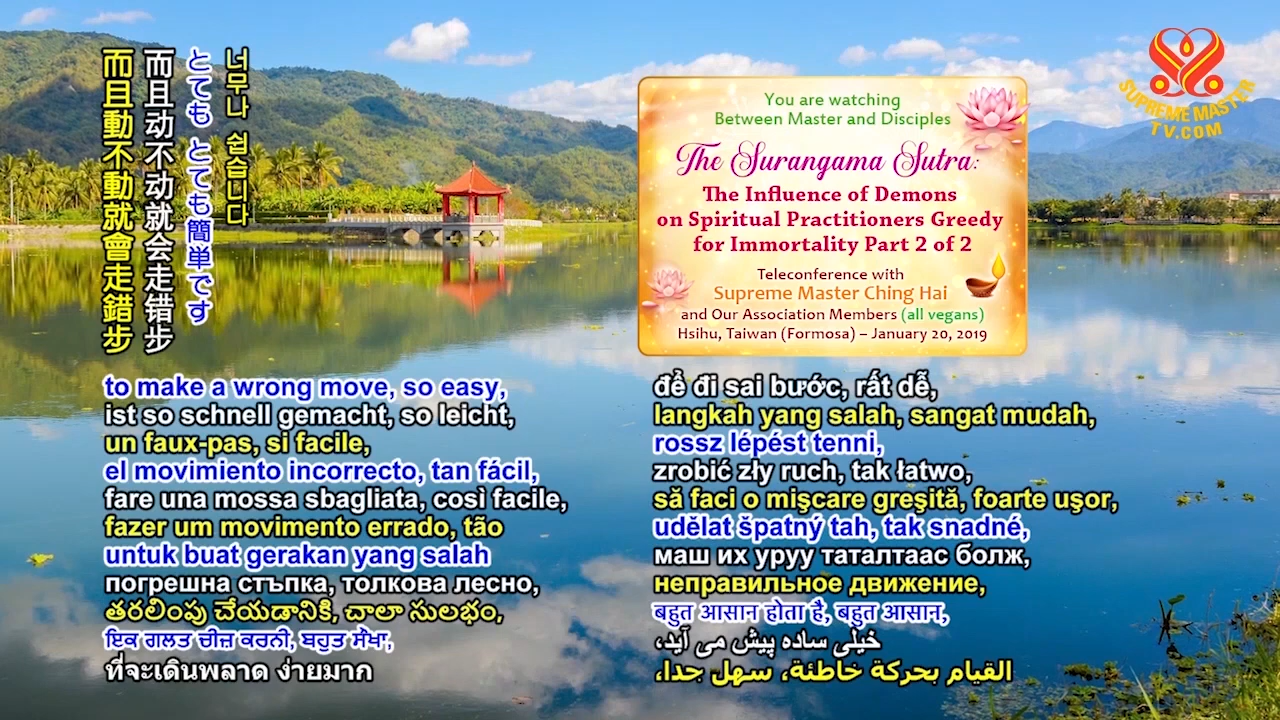 而且動不動就會走錯步
而且动不动就会走错步
とても とても簡単です
너무나 쉽습니다
You are watching
Between Master and Disciples
The Surangama Sutra:
The Influence of Demons
on Spiritual Practitioners Greedy
for Immortality Part 2 of 2
Teleconference with
Supreme Master Ching Hai
and Our Association Members (all vegans)
Hsihu, Taiwan (Formosa) – January 20, 2019
SUPREME MASTER
TV.COM
to make a wrong move, so easy,
ist so schnell gemacht, so leicht,
un faux-pas, si facile,
el movimiento incorrecto, tan fácil,
fare una mossa sbagliata, così facile,
fazer um movimento errado, tão
untuk buat gerakan yang salah
погрешна стъпка, толкова лесно,
తరలింపు చేయడానికి, చాలా సులభం,
ਇਕ ਗਲਤ ਚੀਜ਼ ਕਰਨੀ, ਬਹੁਤ ਸੌਖਾ,
ที่จะเดินพลาด ง่ายมาก
để đi sai bước, rất dễ,
langkah yang salah, sangat mudah,
rossz lépést tenni,
zrobić zły ruch, tak łatwo,
să faci o mişcare greşită, foarte uşor,
udělat špatný tah, tak snadné,
маш их уруу таталтаас болж,
неправильное движение,
बहुत आसान होता है, बहुत आसान,
خیلی ساده پیش می آید،
القيام بحركة خاطئة، سهل جدا،